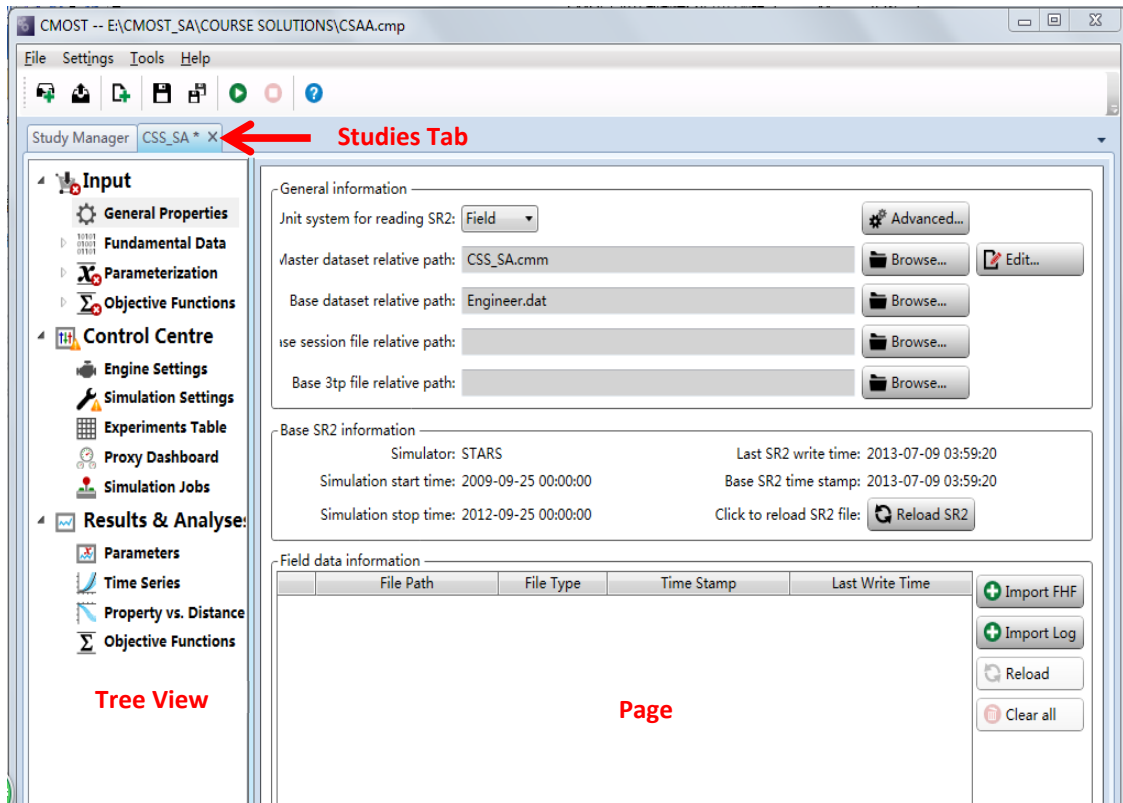 CMOST -- E:\CMOST_SA\COURSE SOLUTIONS\CSAA.cmp
File Settings Tools Help
Study Manager CSS_SA * Studies Tab
Input
General Properties
Fundamental Data
Parameterization
Objective Functions
Control Centre
Engine Settings
Simulation Settings
Experiments Table
Proxy Dashboard
Simulation Jobs
Results & Analyse
Parameters
Time Series
Property vs. Distance
Objective Functions
Tree View
General information
Unit system for reading SR2: Field Advanced...
Master dataset relative path: CSS_SA.cmm Browse... Edit...
Base dataset relative path: Engineer.dat Browse...
ase session file relative path: Browse...
Base 3tp file relative path: Browse...
Base SR2 information
Simulator: STARS Last SR2 write time: 2013-07-09 03:59:20
Simulation start time: 2009-09-25 00:00:00 Base SR2 time stamp: 2013-07-09 03:59:20
Simulation stop time: 2012-09-25 00:00:00 Click to reload SR2 file: Reload SR2
Field data information
File Path File Type Time Stamp Last Write Time
Import FHF
Import Log
Reload
Clear all
Page